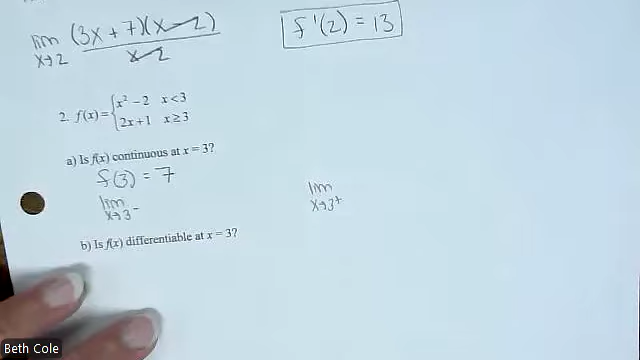 lim x→2 (3x + 7)(x - 2) / x - 2
f'(2) = 13
2. f(x) = { x² - 2 x < 3
2x + 1 x ≥ 3
a) Is f(x) continuous at x = 3?
f(3) = 7
lim x→3⁻
lim x→3⁺
b) Is f(x) differentiable at x = 3?
Beth Cole